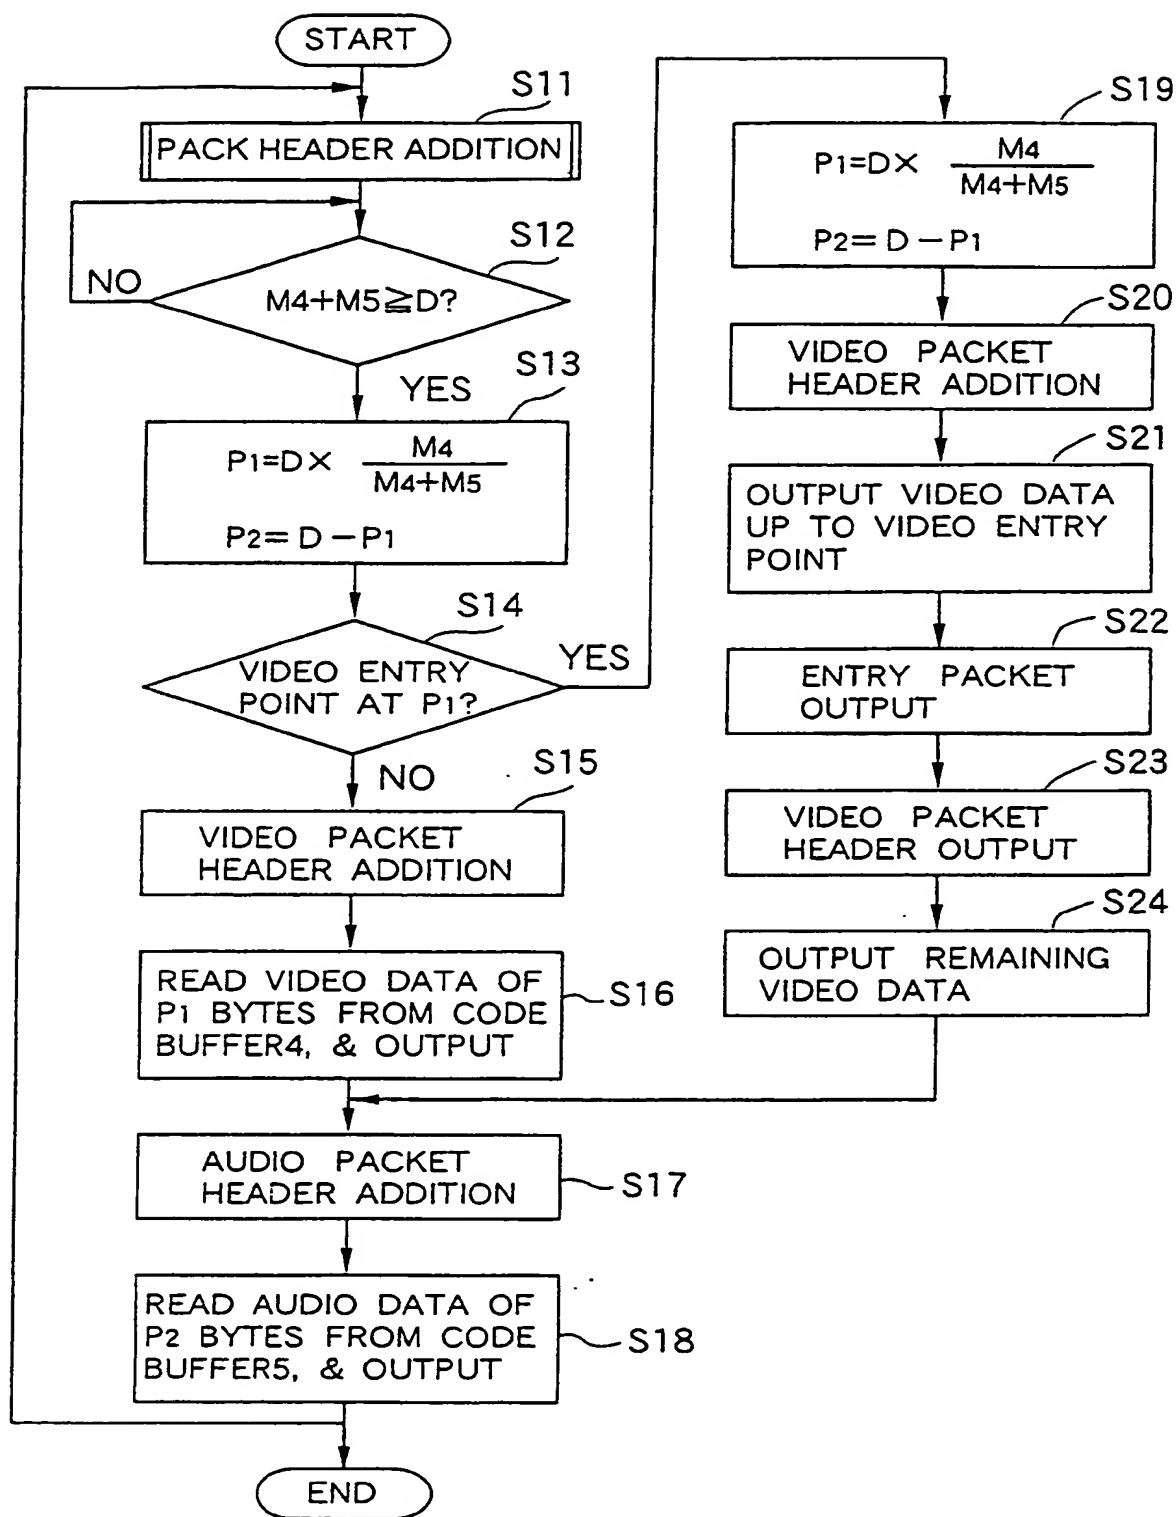 START
S11
PACK HEADER ADDITION
S12
NO
M4+M5≧D?
YES
S13
P1=D× M4
M4+M5
P2=D-P1
S14
VIDEO ENTRY
POINT AT P1?
YES
NO
S15
VIDEO PACKET
HEADER ADDITION
READ VIDEO DATA OF
P1 BYTES FROM CODE
BUFFER4, & OUTPUT
S16
AUDIO PACKET
HEADER ADDITION
S17
READ AUDIO DATA OF
P2 BYTES FROM CODE
BUFFER5, & OUTPUT
S18
END
S19
P1=D× M4
M4+M5
P2=D-P1
S20
VIDEO PACKET
HEADER ADDITION
S21
OUTPUT VIDEO DATA
UP TO VIDEO ENTRY
POINT
S22
ENTRY PACKET
OUTPUT
S23
VIDEO PACKET
HEADER OUTPUT
S24
OUTPUT REMAINING
VIDEO DATA